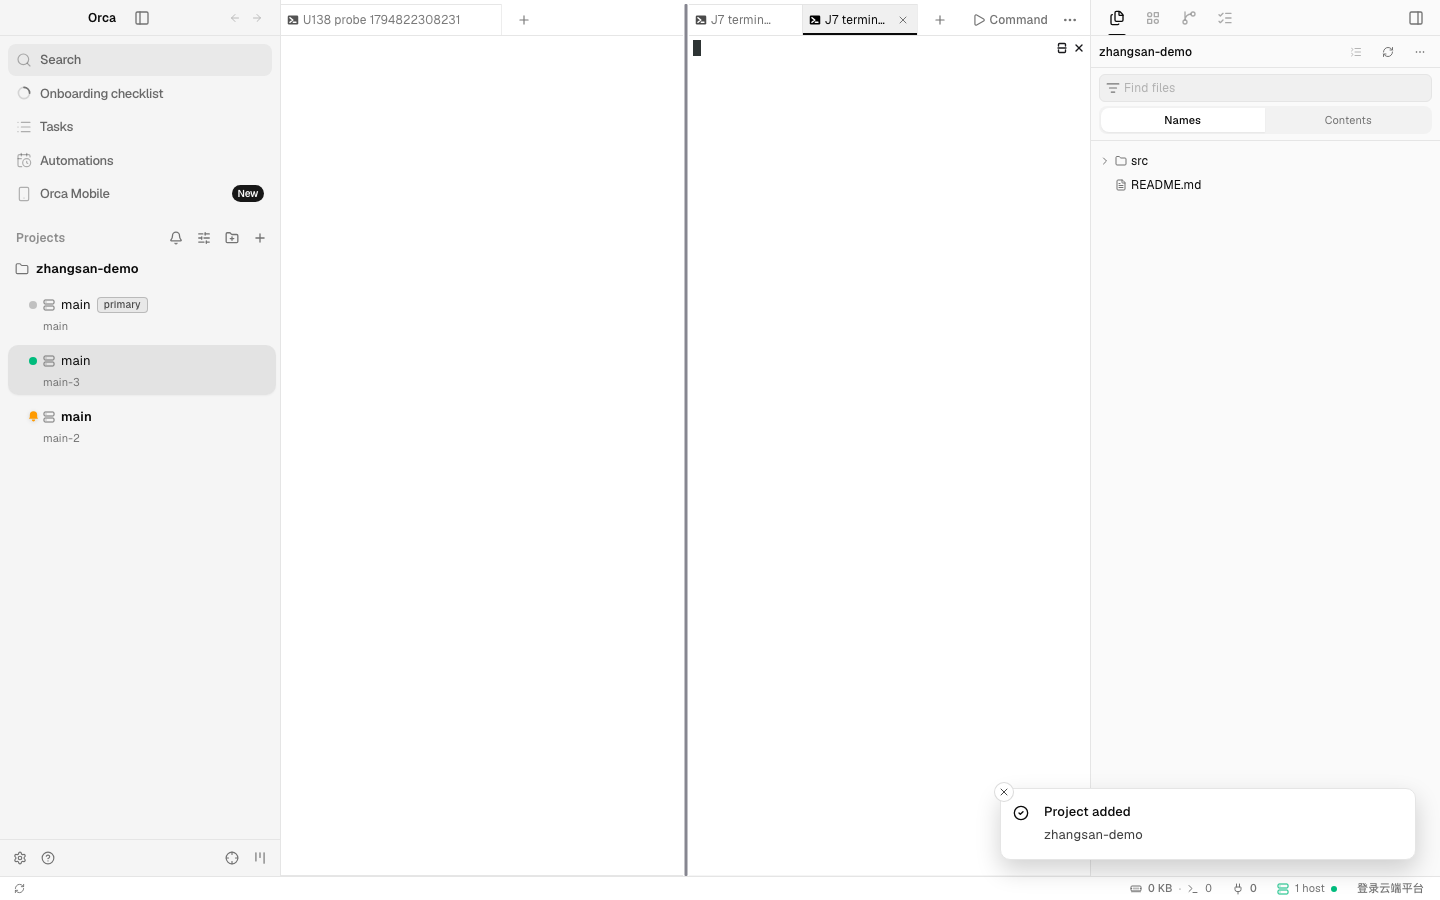 Orca
Search
Onboarding checklist
Tasks
Automations
Orca Mobile
New
Projects
zhangsan-demo
main primary
main
main
main-3
main
main-2
U138 probe 1794822308231
J7 termin...
J7 termin...
Command
zhangsan-demo
Find files
Names
Contents
src
README.md
Project added
zhangsan-demo
0 KB · 0
0
1 host
登录云端平台